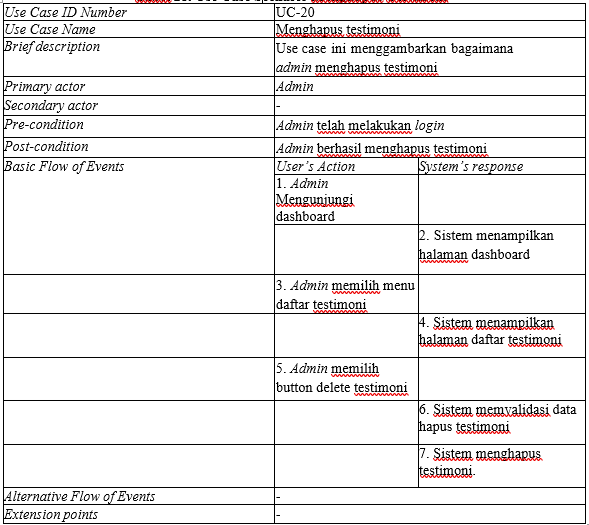 Use Case ID Number UC-20
Use Case Name Menghapus testimoni
Brief description Use case ini menggambarkan bagaimana
admin menghapus testimoni
Primary actor Admin
Secondary actor -
Pre-condition Admin telah melakukan login
Post-condition Admin berhasil menghapus testimoni
Basic Flow of Events User's Action System's response
1. Admin
Mengunjungi
dashboard
2. Sistem menampilkan
halaman dashboard
3. Admin memilih menu
daftar testimoni
4. Sistem menampilkan
halaman daftar testimoni
5. Admin memilih
button delete testimoni
6. Sistem memvalidasi data
hapus testimoni
7. Sistem menghapus
testimoni.
Alternative Flow of Events -
Extension points -